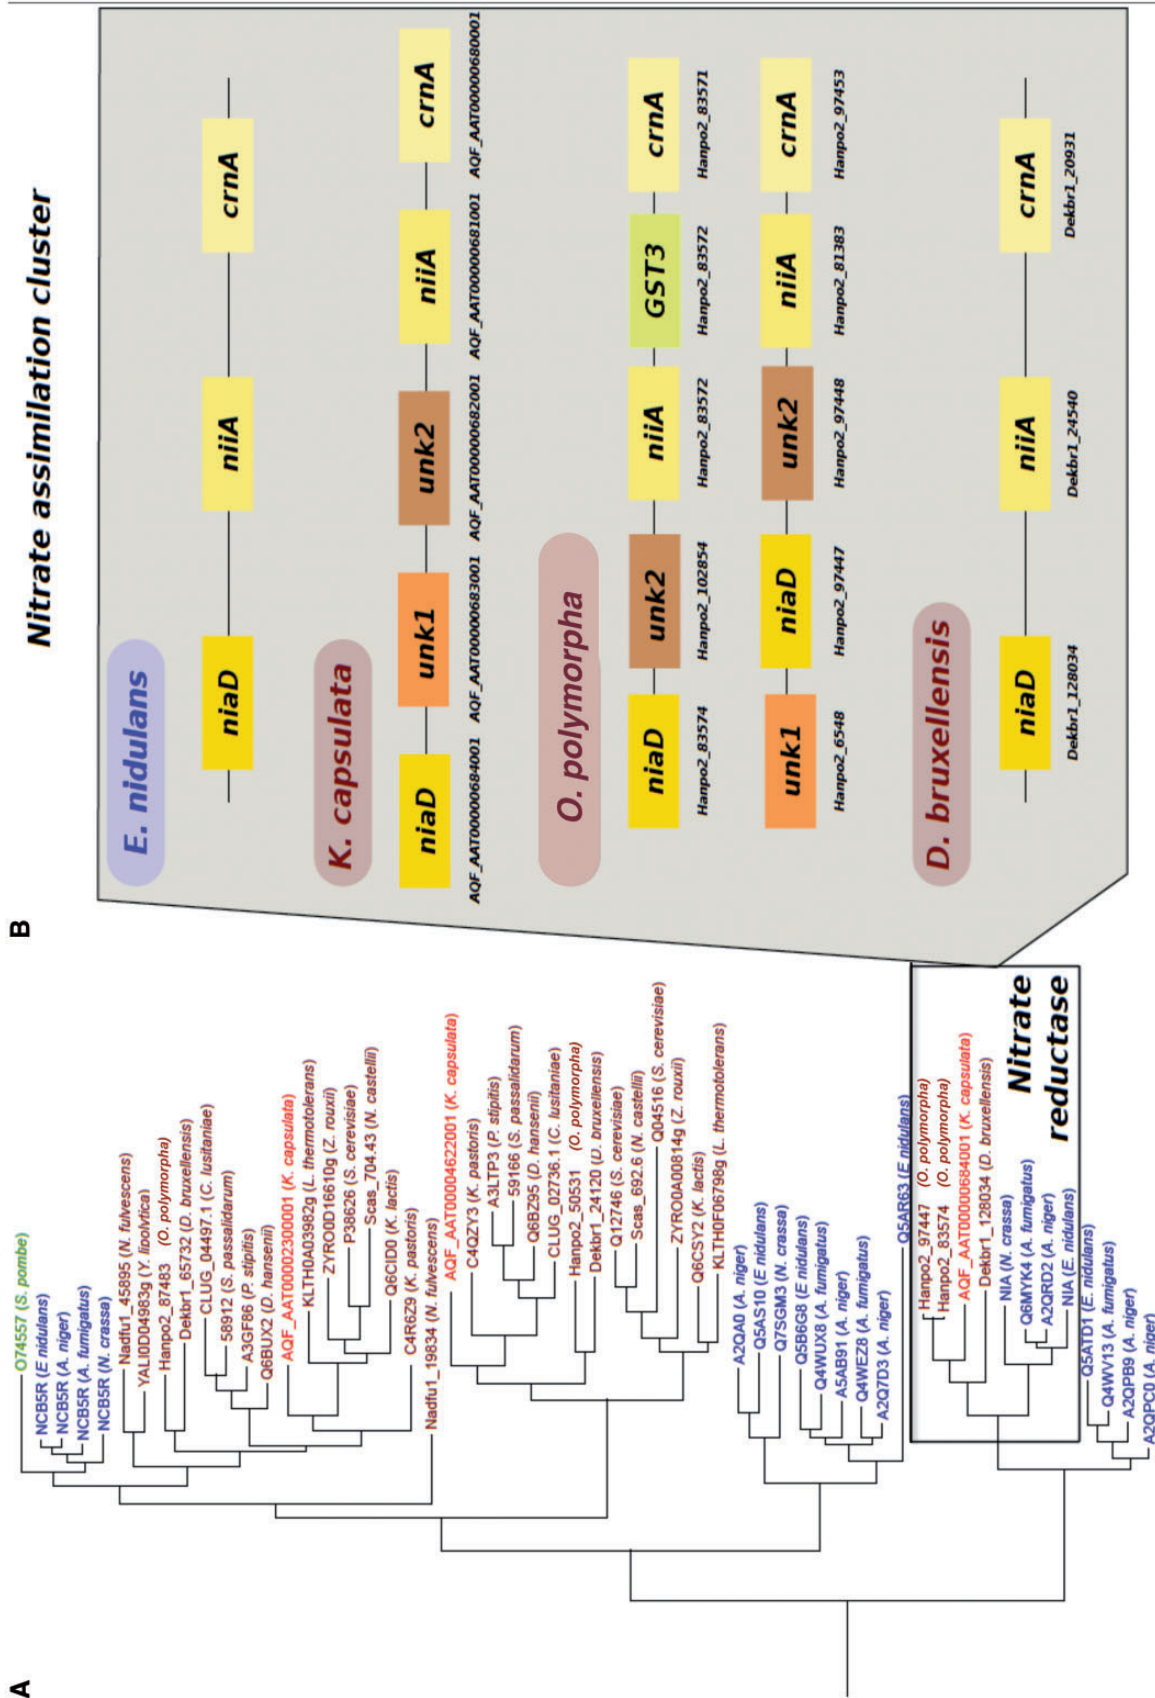 A
O74557 (S. pombe)
NCB5R (E nidulans)
NCB5R (A. niger)
NCB5R (A. fumigatus)
NCB5R (N. crassa)
Nadfu1_45895 (N. fulvescens)
YALI0D04983g (Y. lipolytica)
Hanpo2_87483 (O. polymorpha)
Dekbr1_65732 (D. bruxellensis)
CLUG_04497.1 (C. lusitaniae)
58912 (S. passalidarum)
A3GF86 (P. stipitis)
Q6BUX2 (D. hansenii)
AQF_AAT00002300001 (K. capsulata)
KLTH0A03982g (L. thermotolerans)
ZYRO0D16610g (Z. rouxii)
P38626 (S. cerevisiae)
Scas_704.43 (N. castellii)
Q6CID0 (K. lactis)
C4R6Z9 (K. pastoris)
Nadfu1_19834 (N. fulvescens)
AQF_AAT00004622001 (K. capsulata)
C4QZY3 (K. pastoris)
A3LTP3 (P. stipitis)
59166 (S. passalidarum)
Q6BZ95 (D. hansenii)
CLUG_02736.1 (C. lusitaniae)
Hanpo2_50531 (O. polymorpha)
Dekbr1_24120 (D. bruxellensis)
Q12746 (S. cerevisiae)
Scas_692.6 (N. castellii)
Q04516 (S. cerevisiae)
ZYRO0A00814g (Z. rouxii)
Q6CSY2 (K. lactis)
KLTH0F06798g (L. thermotolerans)
A2QA0 (A. niger)
Q5AS10 (E nidulans)
Q7SGM3 (N. crassa)
Q5B6G8 (E nidulans)
Q4WUX8 (A. fumigatus)
A5AB91 (A. niger)
Q4WEZ8 (A. fumigatus)
A2Q7D3 (A. niger)
Q5AR63 (E nidulans)
Hanpo2_97447 (O. polymorpha)
Hanpo2_83574 (O. polymorpha)
AQF_AAT00000684001 (K. capsulata)
Dekbr1_128034 (D. bruxellensis)
NIA (N. crassa)
Q6MYK4 (A. fumigatus)
A2QRD2 (A. niger)
NIA (E. nidulans)
Nitrate
reductase
Q5ATD1 (E. nidulans)
Q4WV13 (A. fumigatus)
A2QPB9 (A. niger)
A2QPC0 (A. niger)
B
Nitrate assimilation cluster
E. nidulans
niaD niiA crnA
K. capsulata
niaD unk1 unk2 niiA crnA
AQF_AAT00000684001 AQF_AAT00000683001 AQF_AAT00000682001 AQF_AAT00000681001 AQF_AAT00000680001
O. polymorpha
niaD unk2 niiA GST3 crnA
Hanpo2_83574 Hanpo2_102854 Hanpo2_83572 Hanpo2_83572 Hanpo2_83571
unk1 niaD unk2 niiA crnA
Hanpo2_6548 Hanpo2_97447 Hanpo2_97448 Hanpo2_81383 Hanpo2_97453
D. bruxellensis
niaD niiA crnA
Dekbr1_128034 Dekbr1_24540 Dekbr1_20931